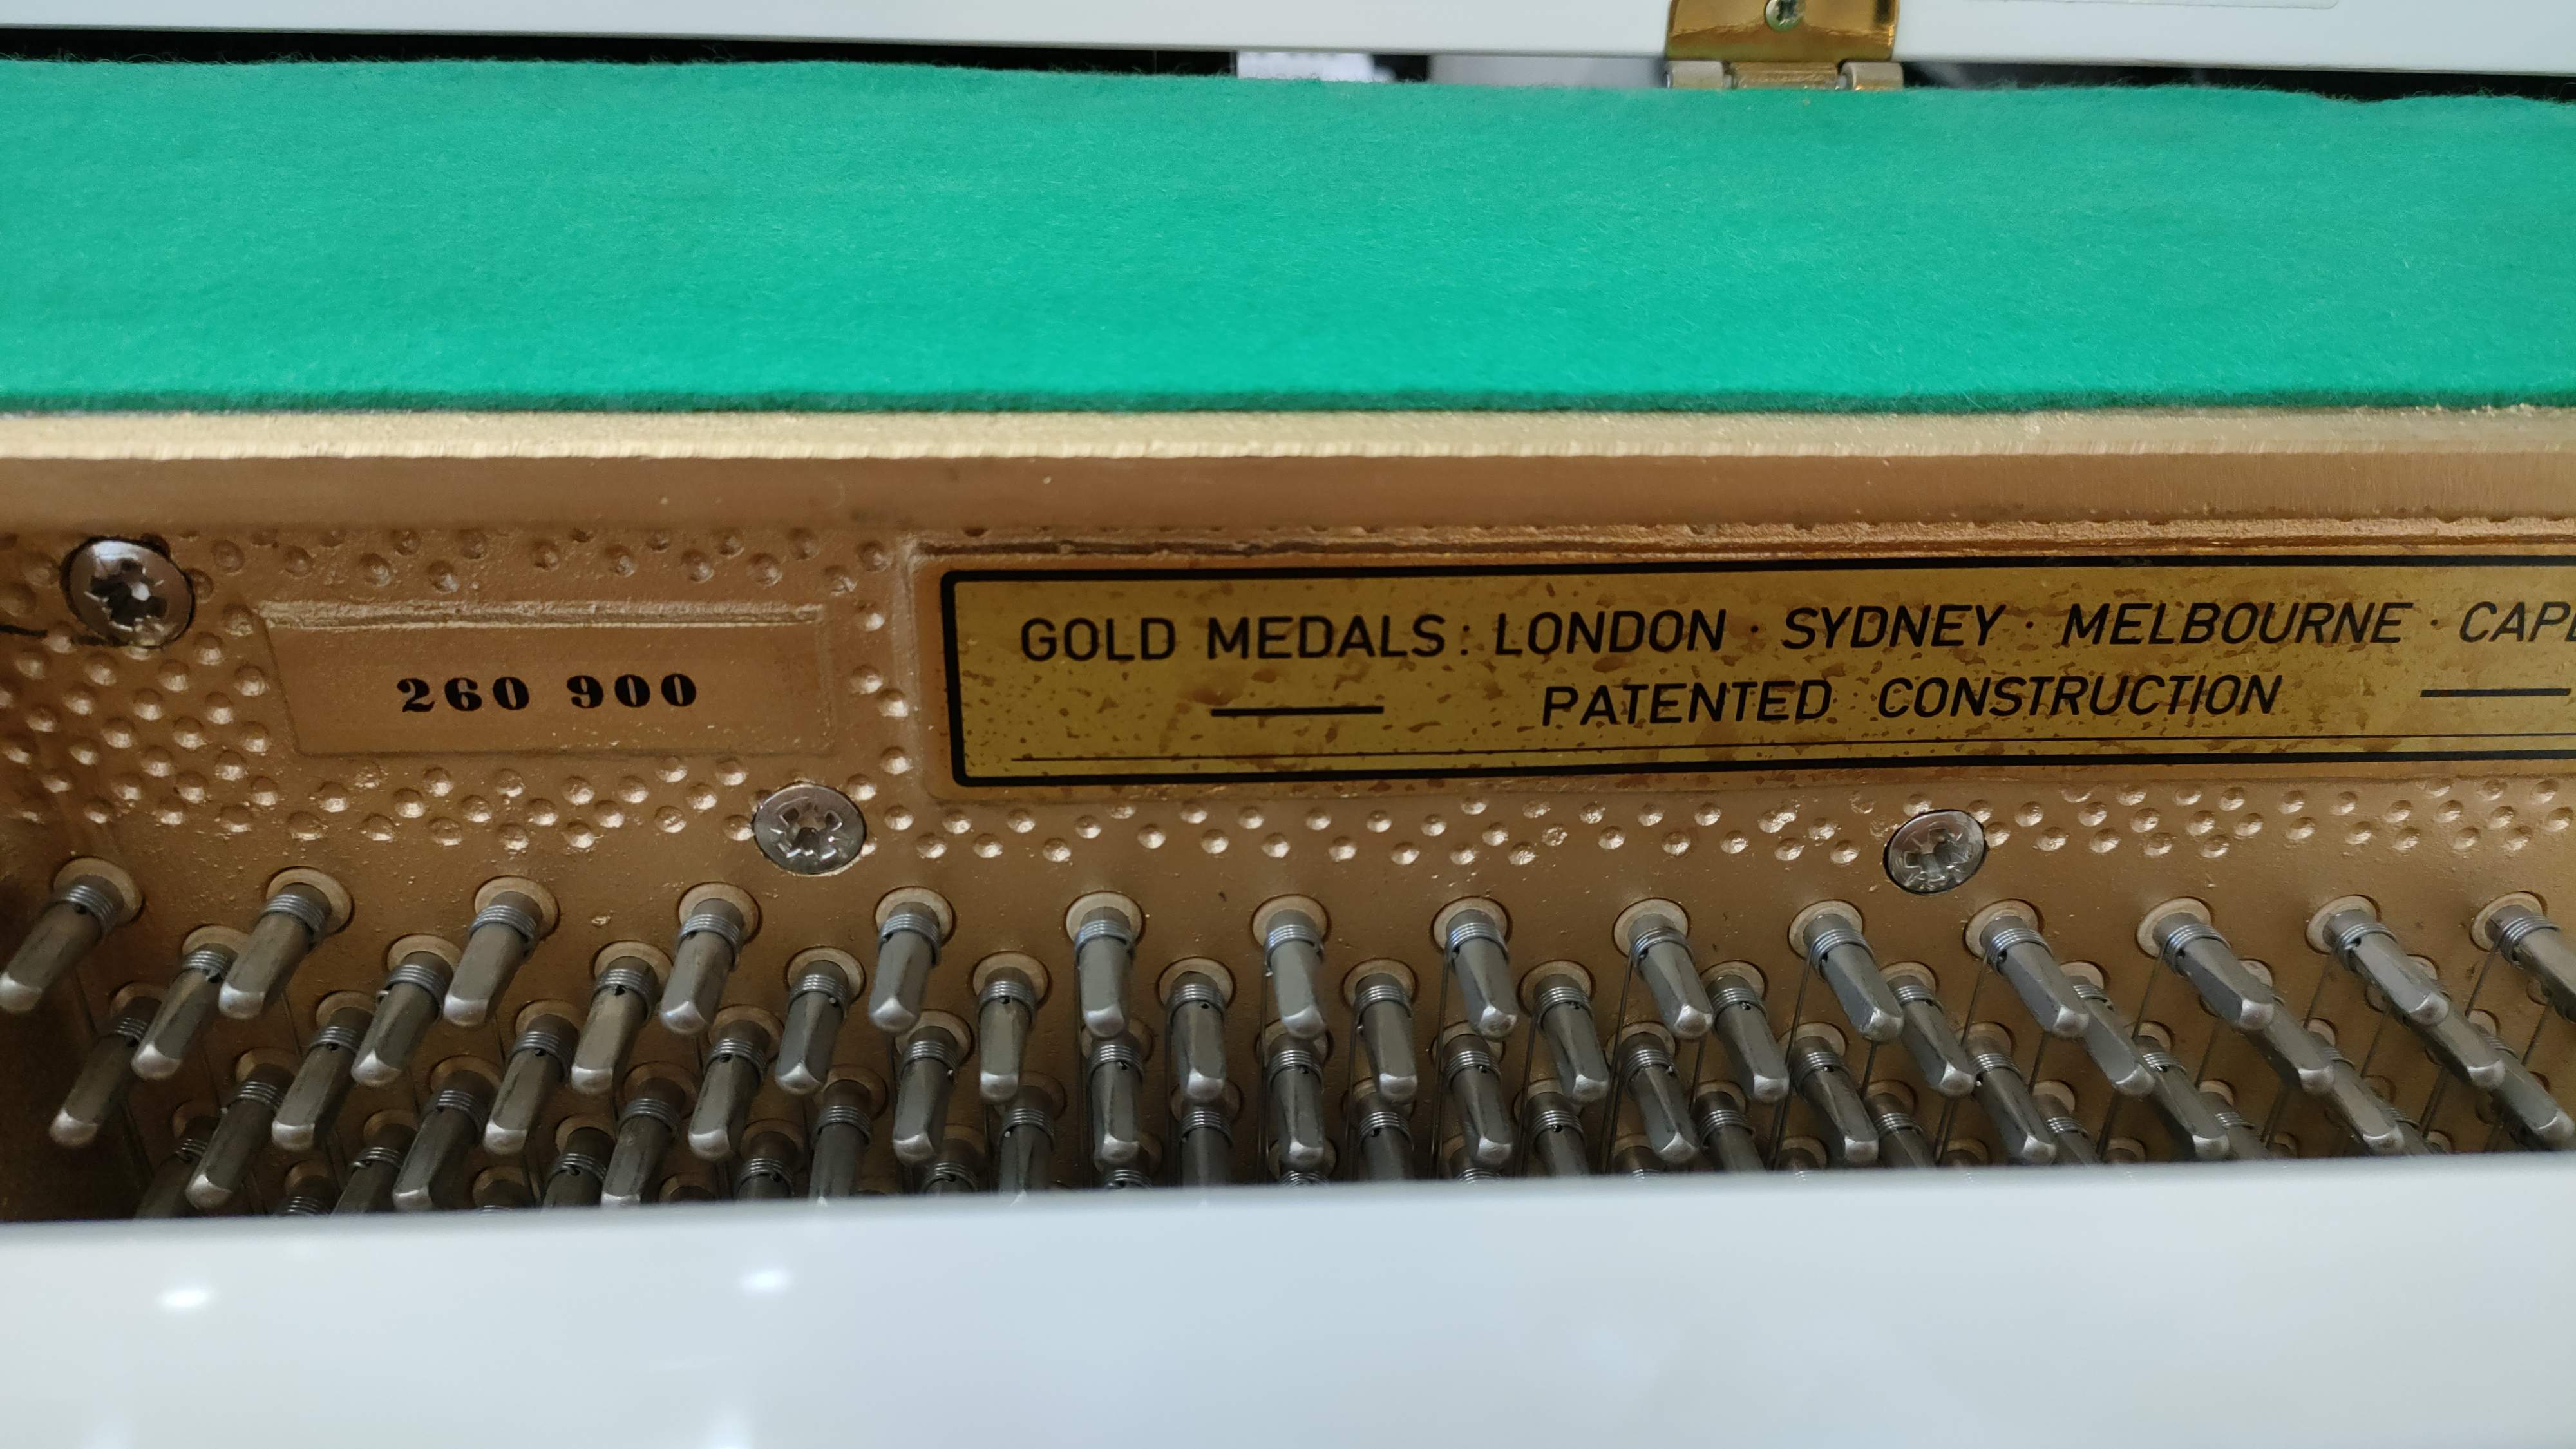 260 900
GOLD MEDALS: LONDON · SYDNEY · MELBOURNE ·
PATENTED CONSTRUCTION